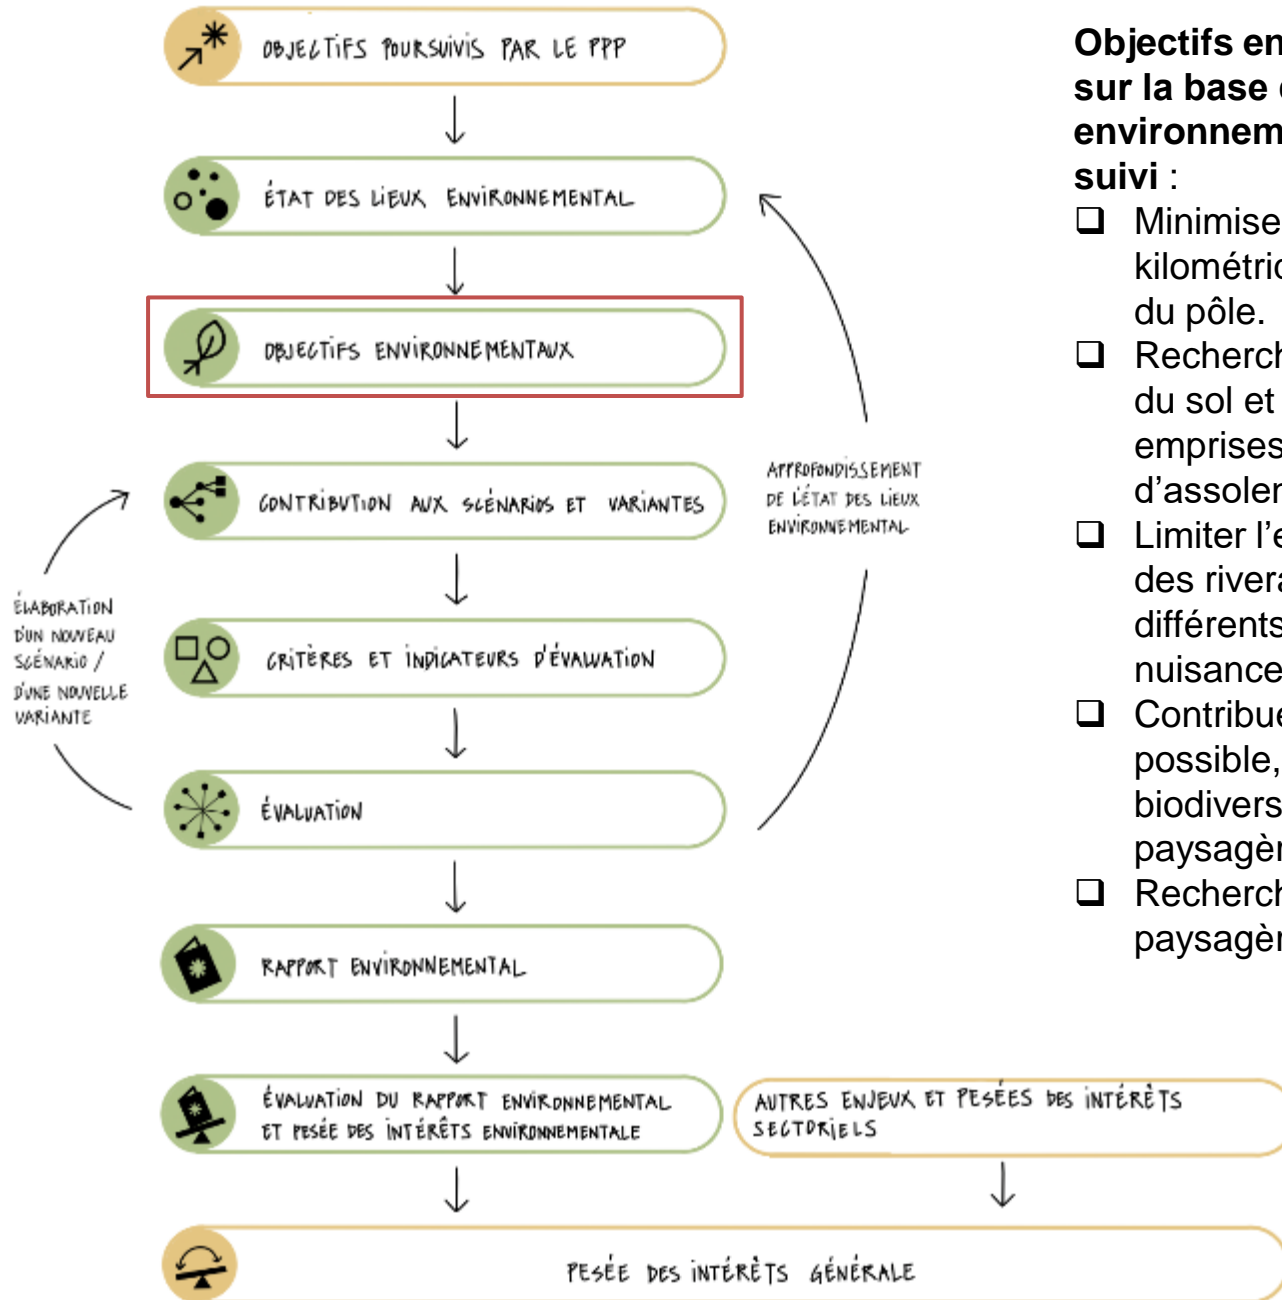 OBJECTIFS POURSUIVIS PAR LE PPP
ÉTAT DES LIEUX ENVIRONNEMENTAL
OBJECTIFS ENVIRONNEMENTAUX
CONTRIBUTION AUX SCÉNARIOS ET VARIANTES
CRITÈRES ET INDICATEURS D'ÉVALUATION
ÉVALUATION
RAPPORT ENVIRONNEMENTAL
ÉVALUATION DU RAPPORT ENVIRONNEMENTAL
ET PESÉE DES INTÉRÊTS ENVIRONNEMENTALE
AUTRES ENJEUX ET PESÉES DES INTÉRÊTS
SECTORIELS
PESÉE DES INTÉRÊTS GÉNÉRALE
ÉLABORATION
D'UN NOUVEAU
SCÉNARIO /
D'UNE NOUVELLE
VARIANTE
APPROFONDISSEMENT
DE L'ÉTAT DES LIEUX
ENVIRONNEMENTAL
Objectifs en
sur la base
environnem
suivi :
Minimise
kilométriq
du pôle.
Recherch
du sol et
emprises
d’assolem
Limiter l’e
des rivera
différents
nuisance
Contribue
possible,
biodivers
paysagèr
Recherch
paysagèr